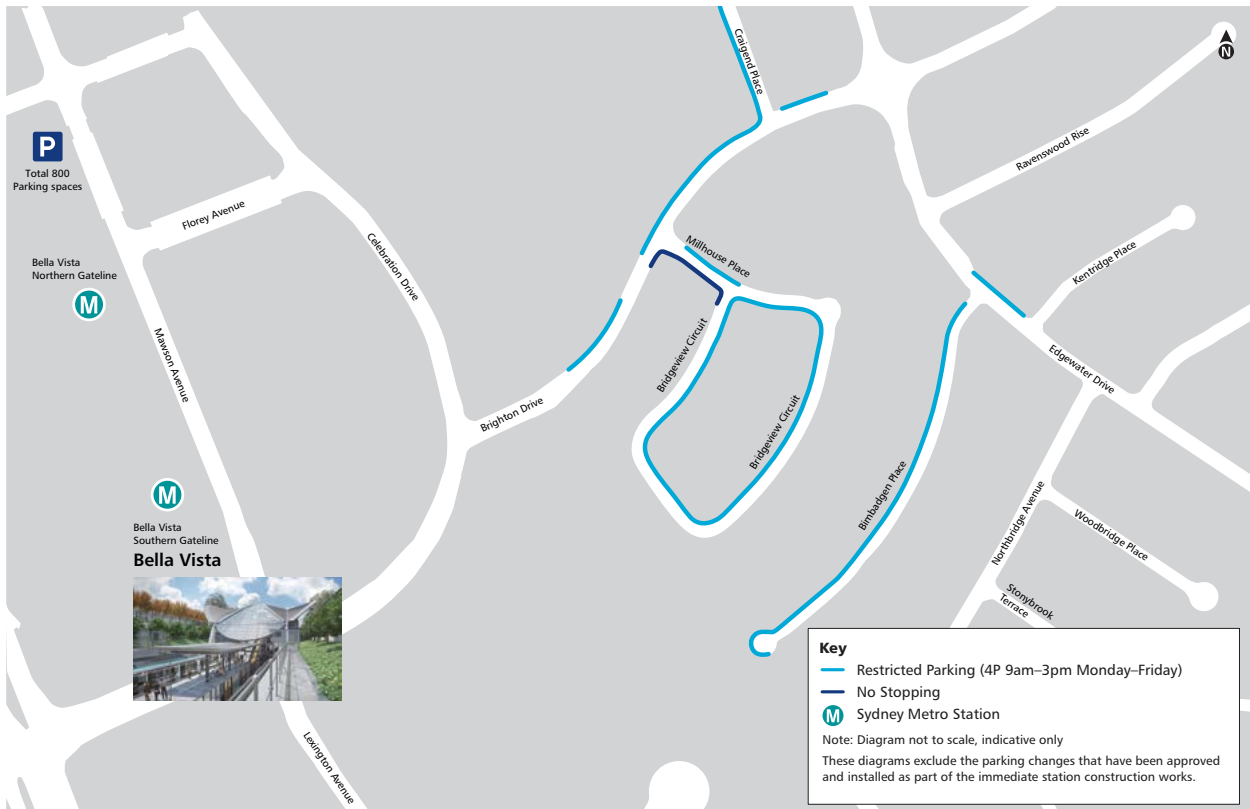 Craigend Place
N
Ravenswood Rise
P
Total 800
Parking spaces
Florey Avenue
Celebration Drive
Millhouse Place
Kentridge Place
Bella Vista
Northern Gateline
M
Mawson Avenue
Bridgeview Circuit
Edgewater Drive
Brighton Drive
Bridgeview Circuit
Bimbadgen Place
M
Bella Vista
Southern Gateline
Bella Vista
Northbridge Avenue
Woodbridge Place
Stonybrook
Terrace
Lexington Avenue
Key
Restricted Parking (4P 9am–3pm Monday–Friday)
No Stopping
M Sydney Metro Station
Note: Diagram not to scale, indicative only
These diagrams exclude the parking changes that have been approved
and installed as part of the immediate station construction works.